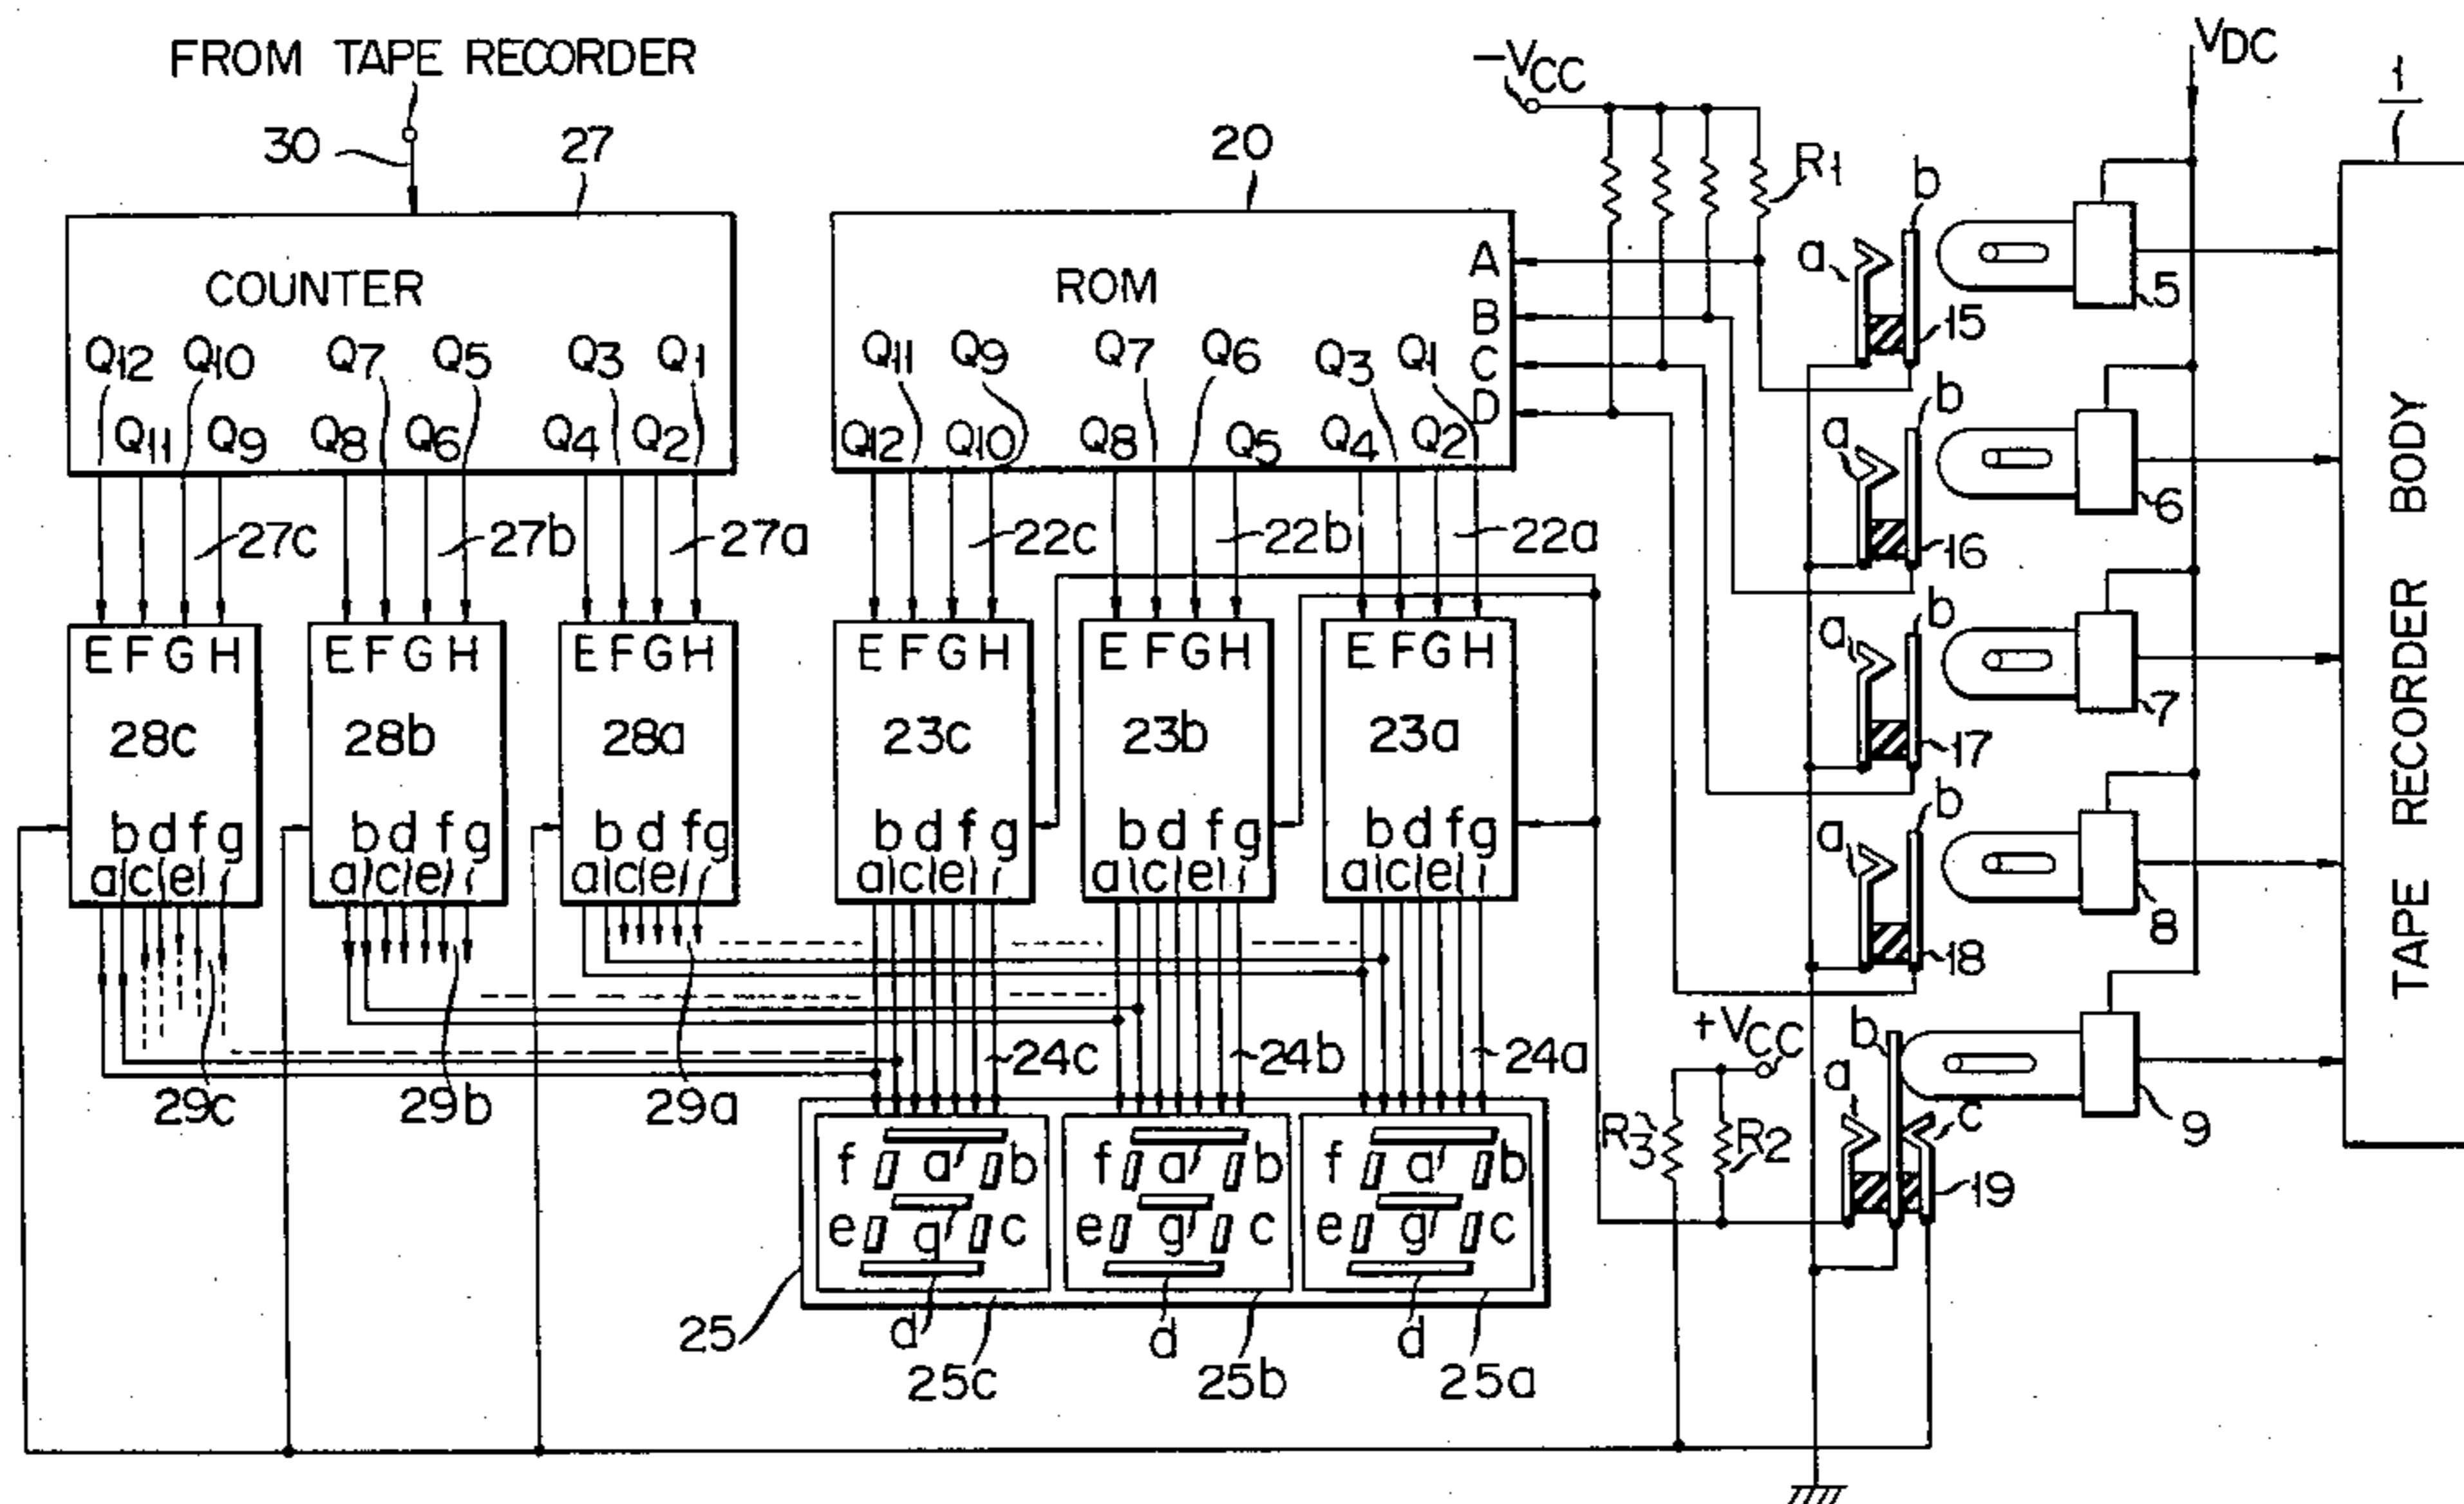 FROM TAPE RECORDER
30
27
20
-VCC
VDC
1
R1
COUNTER
Q12 Q10 Q7 Q5 Q3 Q1
Q11 Q9 Q8 Q6 Q4 Q2
ROM
Q11 Q9 Q7 Q6 Q3 Q1
Q12 Q10 Q8 Q5 Q4 Q2
A
B
C
D
a b 15 5
a b 16 6
a b 17 7
a b 18 8
a b c 19 9
TAPE RECORDER BODY
27c 27b 27a 22c 22b 22a
E F G H
28c
b d f g
a c e
E F G H
28b
b d f g
a c e
E F G H
28a
b d f g
a c e
E F G H
23c
b d f g
a c e
E F G H
23b
b d f g
a c e
E F G H
23a
b d f g
a c e
29c 29b 29a 24c 24b 24a
+VCC
R3 R2
f a b
e g c
d
f a b
e g c
d
f a b
e g c
d
25
25c 25b 25a